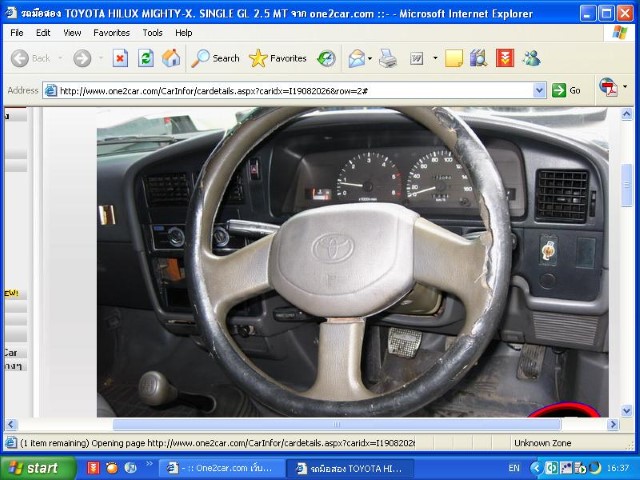 รถมือสอง TOYOTA HILUX MIGHTY-X. SINGLE GL 2.5 MT จาก one2car.com ::-- - Microsoft Internet Explorer
File Edit View Favorites Tools Help
Back Search Favorites
Address http://www.one2car.com/CarInfor/cardetails.aspx?caridx=I19082026&row=2# Go
EW!
Car
(1 item remaining) Opening page http://www.one2car.com/CarInfor/cardetails.aspx?caridx=I1908202 Unknown Zone
start - :: One2car.com เว็บ... รถมือสอง TOYOTA HI... EN 16:37